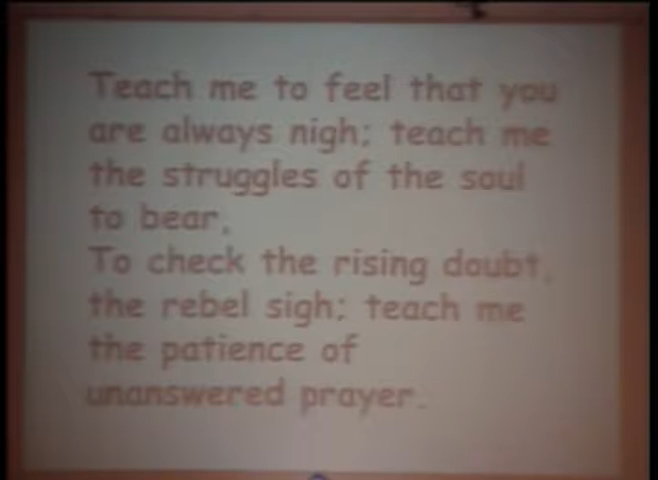 Teach me to feel that you
are always nigh; teach me
the struggles of the soul
to bear,
To check the rising doubt,
the rebel sigh; teach me
the patience of
unanswered prayer.